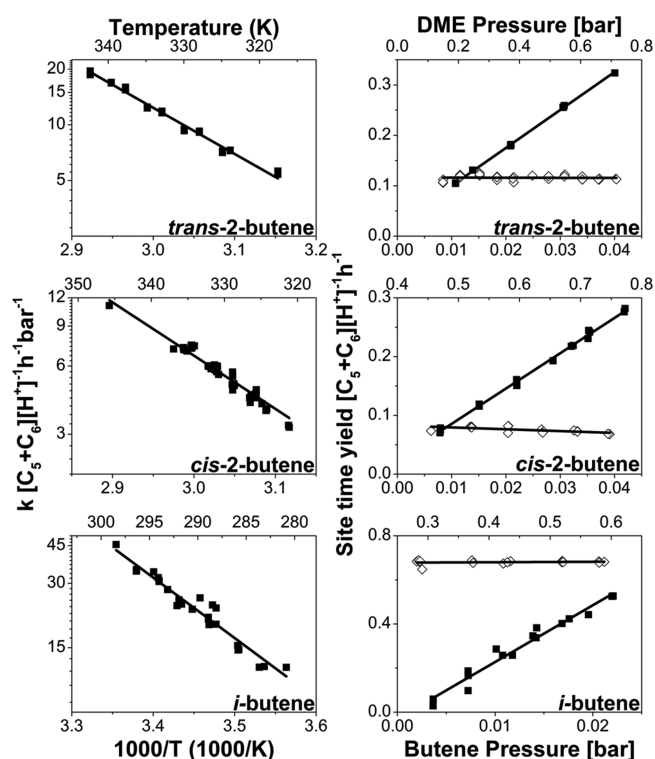 Temperature (K)
340 330 320
20
15
10
5
trans-2-butene
2.9 3.0 3.1 3.2
350 340 330 320
12
9
6
3
cis-2-butene
2.9 3.0 3.1
300 295 290 285 280
45
30
15
i-butene
3.3 3.4 3.5 3.6
1000/T (1000/K)
k [C5+C6][H+]-1h-1bar-1
DME Pressure [bar]
0.0 0.2 0.4 0.6 0.8
0.3
0.2
0.1
0.0
trans-2-butene
0.00 0.01 0.02 0.03 0.04
0.4 0.5 0.6 0.7 0.8
0.3
0.2
0.1
0.0
cis-2-butene
0.00 0.01 0.02 0.03 0.04
0.3 0.4 0.5 0.6
0.8
0.4
0.0
i-butene
0.00 0.01 0.02
Butene Pressure [bar]
Site time yield [C5+C6][H+]-1h-1